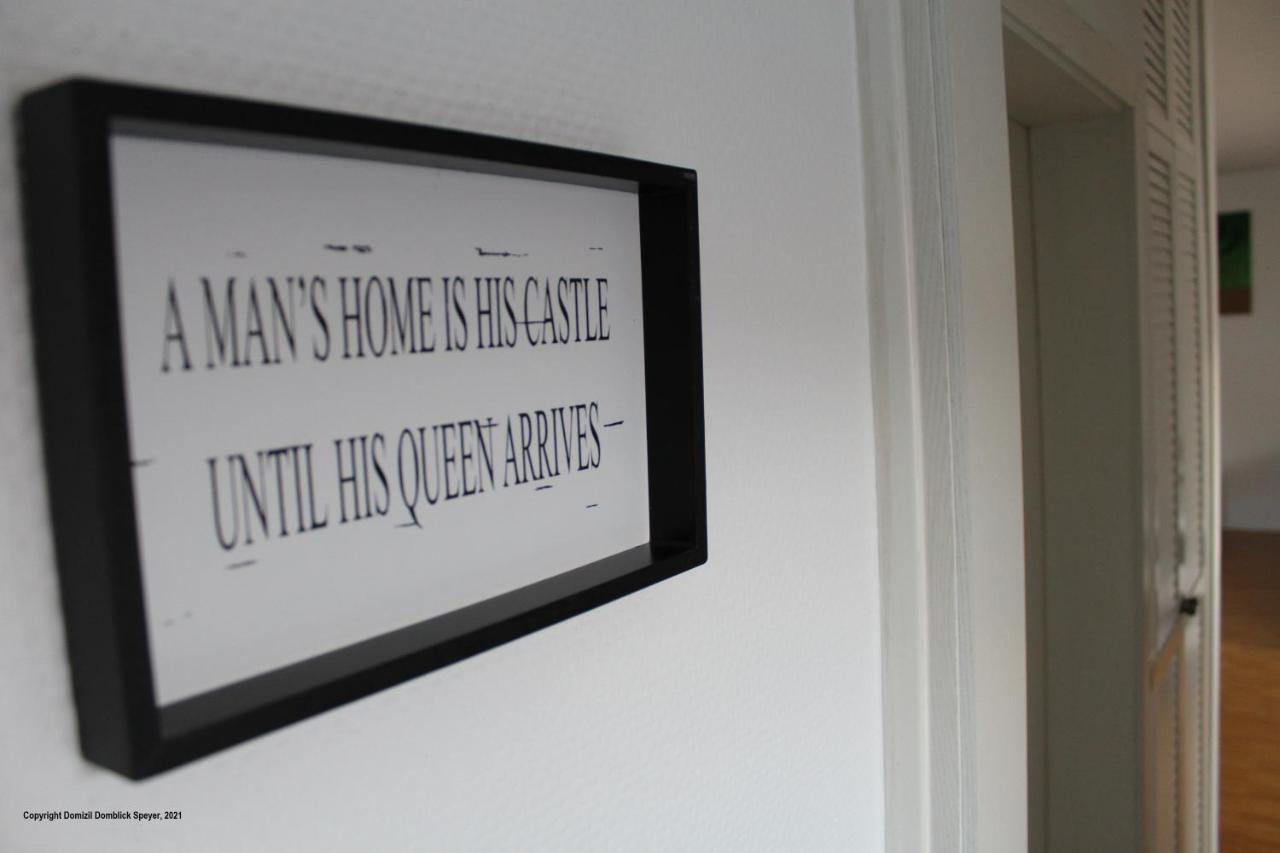 A MAN'S HOME IS HIS CASTLE
UNTIL HIS QUEEN ARRIVES
Copyright Domizil Domblick Speyer, 2021